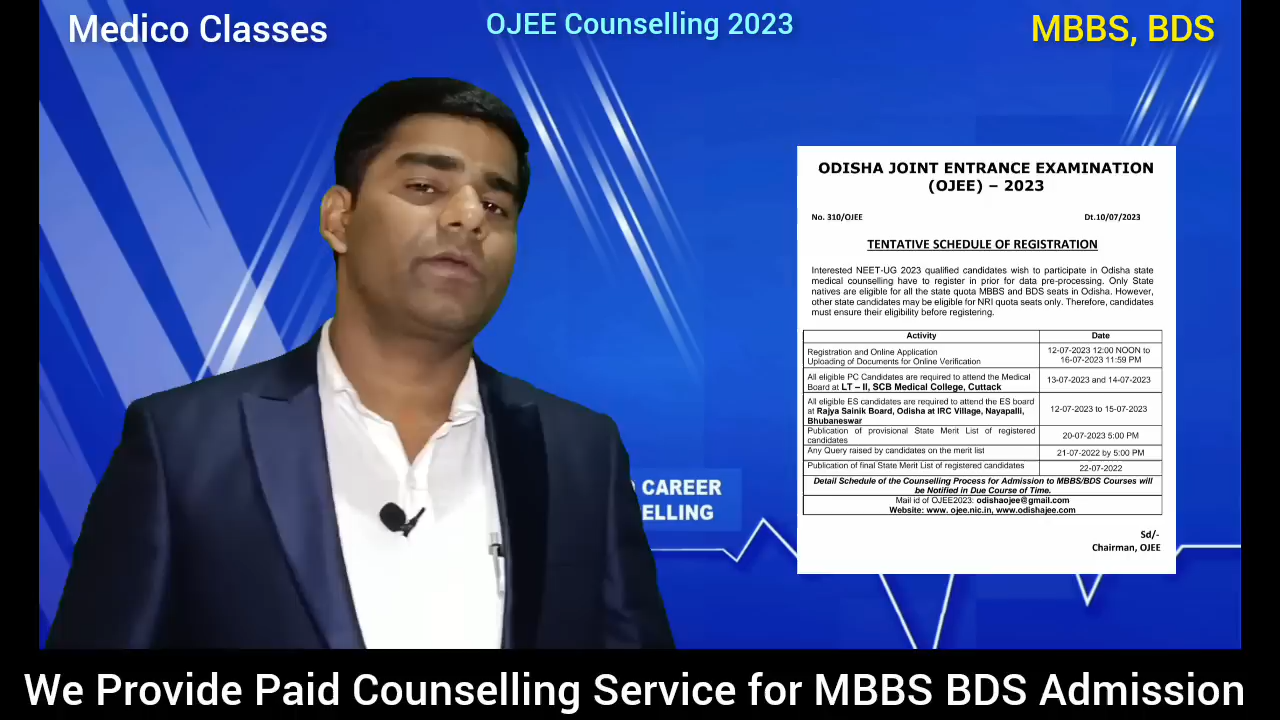 Medico Classes
OJEE Counselling 2023
MBBS, BDS
ODISHA JOINT ENTRANCE EXAMINATION
(OJEE) – 2023
No. 310/OJEE Dt.10/07/2023
TENTATIVE SCHEDULE OF REGISTRATION
Interested NEET-UG 2023 qualified candidates wish to participate in Odisha state
medical counselling have to register in prior for data pre-processing. Only State
natives are eligible for all the state quota MBBS and BDS seats in Odisha. However,
other state candidates may be eligible for NRI quota seats only. Therefore, candidates
must ensure their eligibility before registering.
Activity Date
Registration and Online Application
Uploading of Documents for Online Verification
12-07-2023 12:00 NOON to
16-07-2023 11:59 PM
All eligible PC Candidates are required to attend the Medical
Board at LT – II, SCB Medical College, Cuttack
13-07-2023 and 14-07-2023
All eligible ES candidates are required to attend the ES board
at Rajya Sainik Board, Odisha at IRC Village, Nayapalli,
Bhubaneswar
12-07-2023 to 15-07-2023
Publication of provisional State Merit List of registered
candidates
20-07-2023 5:00 PM
Any Query raised by candidates on the merit list
21-07-2022 by 5:00 PM
Publication of final State Merit List of registered candidates
22-07-2022
Detail Schedule of the Counselling Process for Admission to MBBS/BDS Courses will
be Notified in Due Course of Time.
Mail id of OJEE2023: odishaojee@gmail.com
Website: www. ojee.nic.in, www.odishajee.com
Sd/-
Chairman, OJEE
CAREER
ELLING
We Provide Paid Counselling Service for MBBS BDS Admission